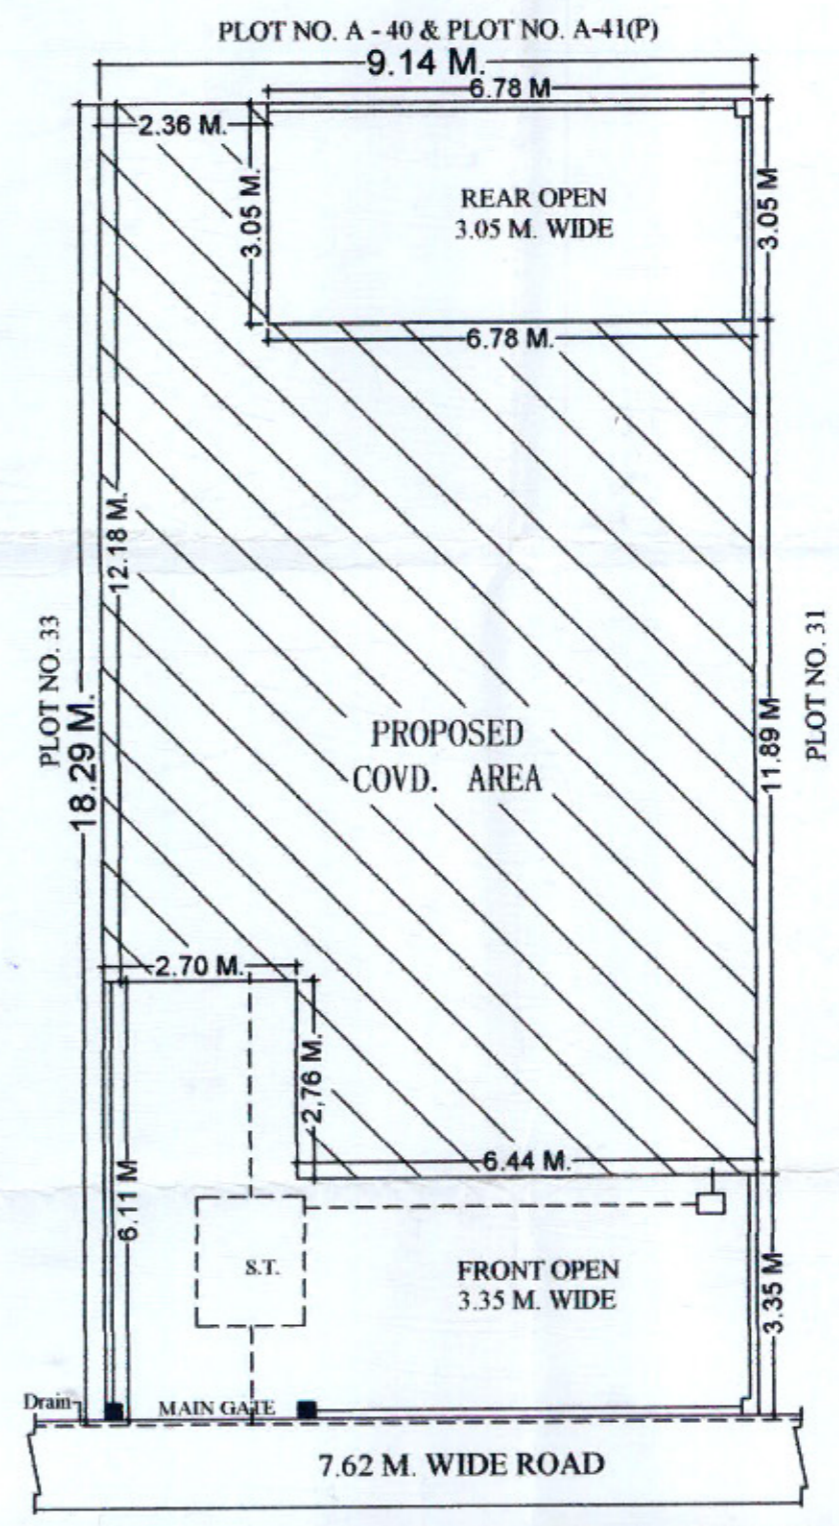 PLOT NO. A - 40 & PLOT NO. A-41(P)
9.14 M.
6.78 M
2.36 M.
3.05 M.
REAR OPEN
3.05 M. WIDE
3.05 M
6.78 M.
12.18 M.
PLOT NO. 33
18.29 M.
PROPOSED
COVD. AREA
11.89 M
PLOT NO. 31
2.70 M.
2,76 M.
6.44 M.
6.11 M
S.T.
FRONT OPEN
3.35 M. WIDE
3.35 M
Drain
MAIN GATE
7.62 M. WIDE ROAD